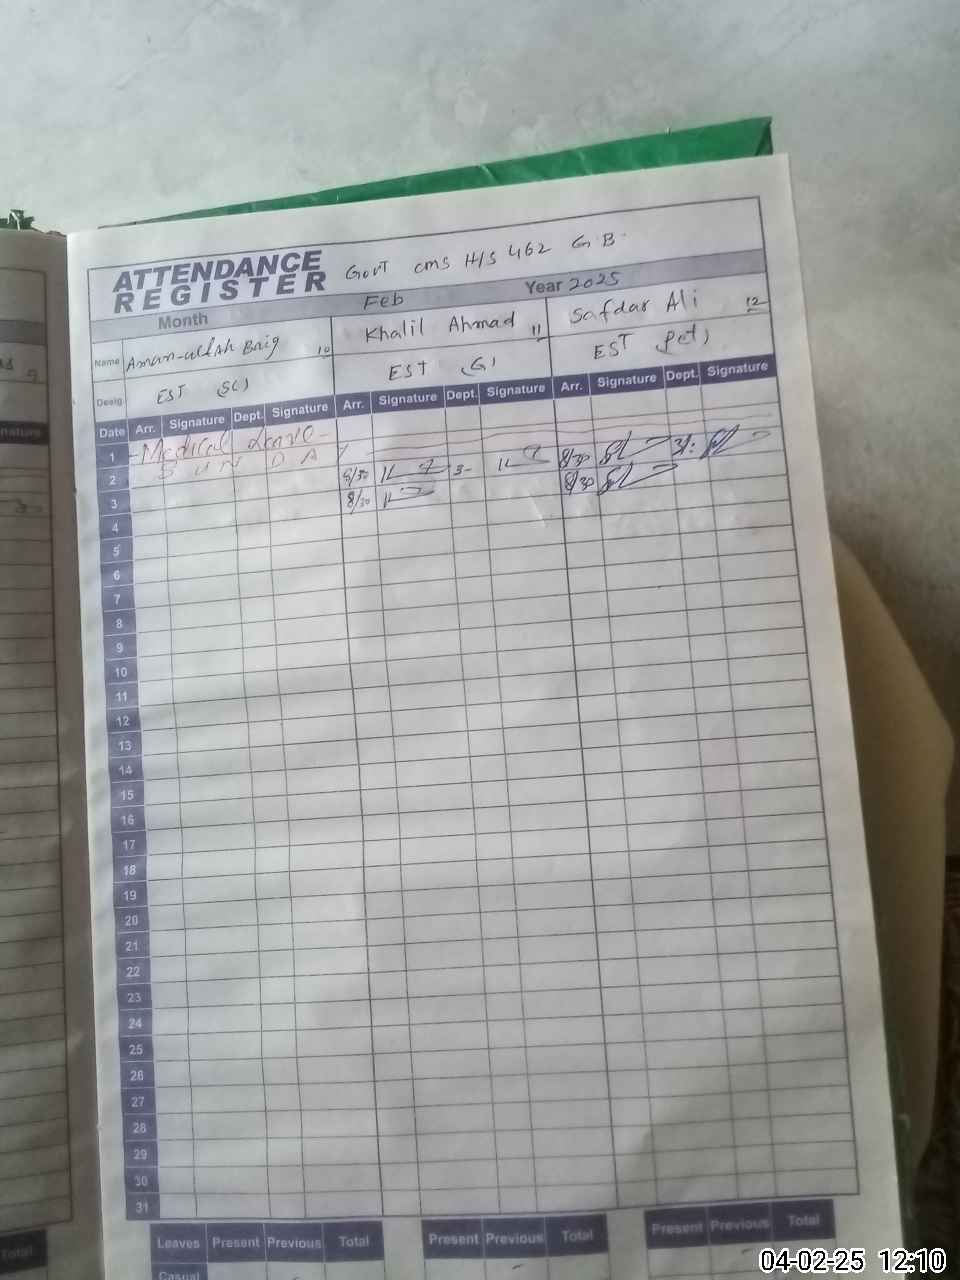 ATTENDANCE REGISTER
Govt cms H/S 462 G B
Month Feb Year 2025
Name Aman-ullah Baig 10 Khalil Ahmad 11 Safdar Ali 12
Desig EST (SC) EST (G) EST
Date Arr. Signature Dept. Signature Arr. Signature Dept. Signature Arr. Signature Dept. Signature
1 Medical Leave
2 S U N D A Y
3 8/30 3- 8/30
4 8/30 8/30
5
6
7
8
9
10
11
12
13
14
15
16
17
18
19
20
21
22
23
24
25
26
27
28
29
30
31
Leaves Present Previous Total Present Previous Total Present Previous Total
Casual
Total
04-02-25 12:10